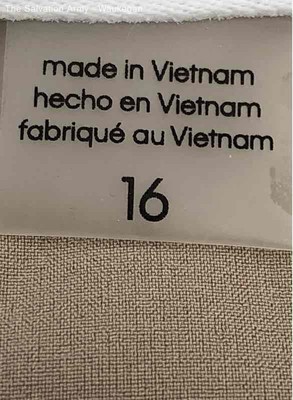 The Salvation Army - Waukegan
made in Vietnam
hecho en Vietnam
fabriqué au Vietnam
16